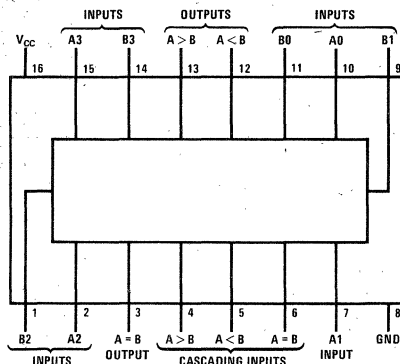 INPUTS OUTPUTS INPUTS
VCC A3 B3 A > B A < B B0 A0 B1
16 15 14 13 12 11 10 9
1 2 3 4 5 6 7 8
B2 A2 A = B A > B A < B A = B A1 GND
INPUTS OUTPUT CASCADING INPUTS INPUT